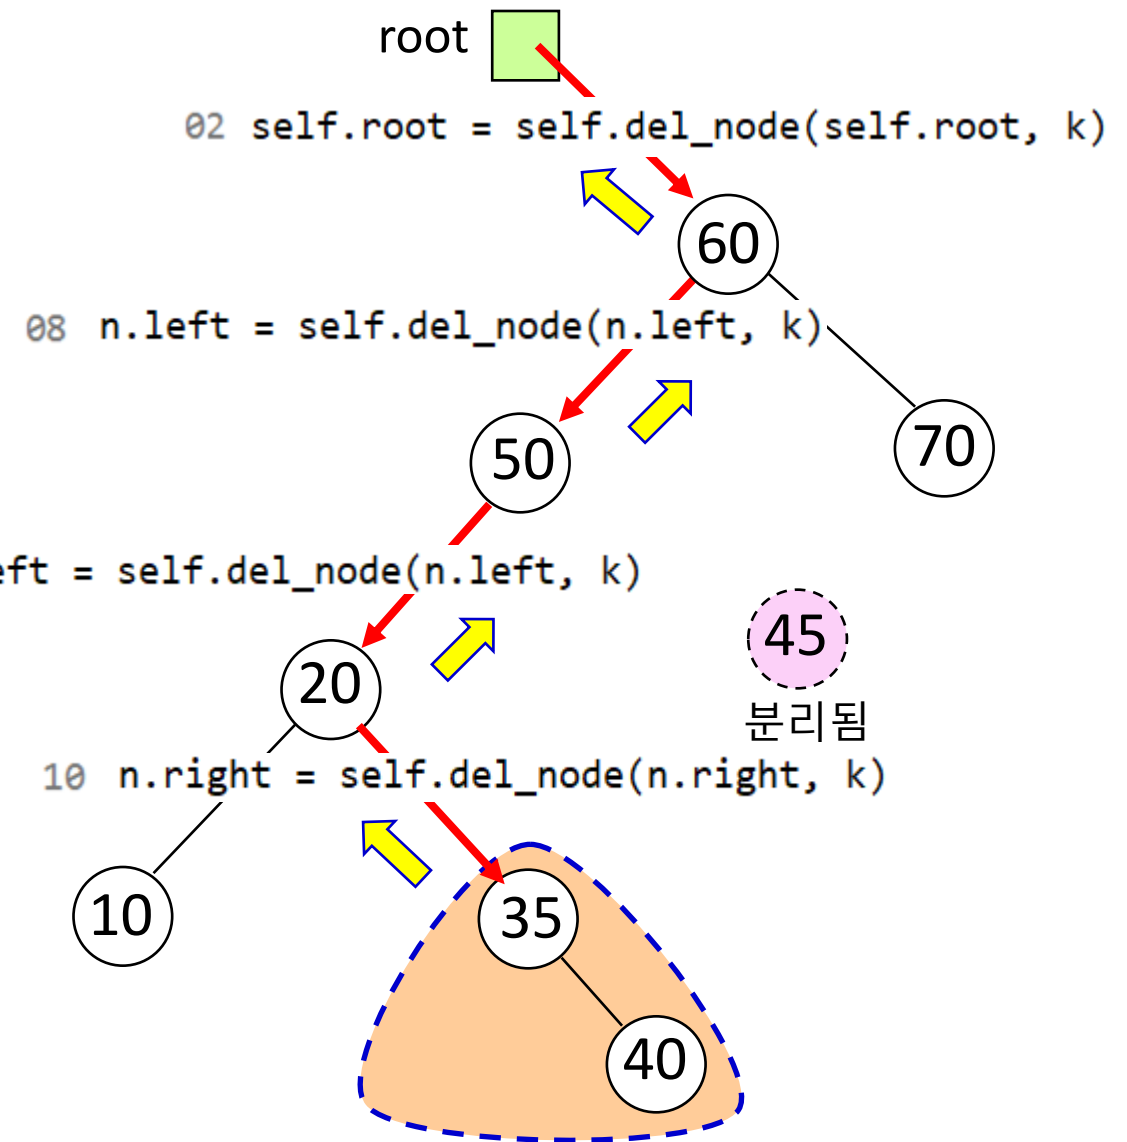 root
02 self.root = self.del_node(self.root, k)
60
08 n.left = self.del_node(n.left, k)
70
50
eft = self.del_node(n.left, k)
45
분리됨
20
10 n.right = self.del_node(n.right, k)
10
35
40